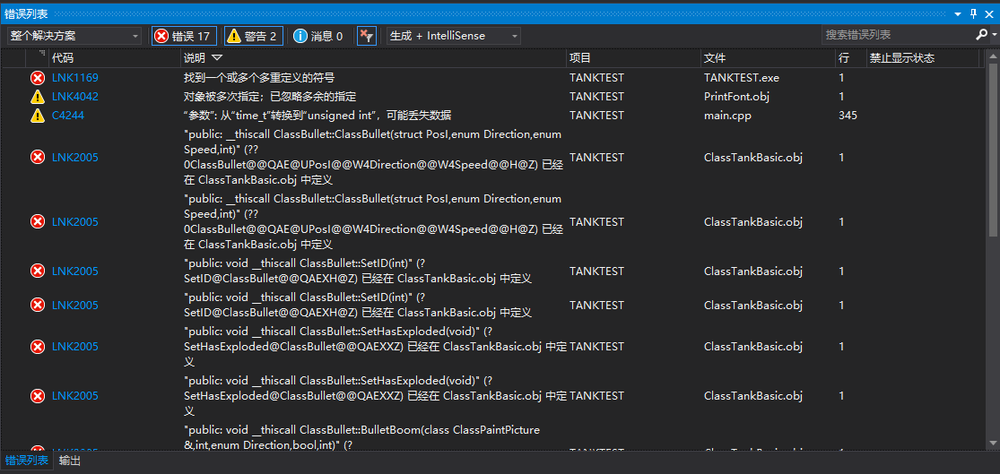 错误列表
整个解决方案
错误 17
警告 2
消息 0
生成 + IntelliSense
搜索错误列表
代码 说明 项目 文件 行 禁止显示状态
LNK1169 找到一个或多个多重定义的符号 TANKTEST TANKTEST.exe 1
LNK4042 对象被多次指定；已忽略多余的指定 TANKTEST PrintFont.obj 1
C4244 “参数”: 从“time_t”转换到“unsigned int”，可能丢失数据 TANKTEST main.cpp 345
"public: __thiscall ClassBullet::ClassBullet(struct PosI,enum Direction,enum
Speed,int)" (??
LNK2005 0ClassBullet@@QAE@UPosI@@W4Direction@@W4Speed@@H@Z) 已经 TANKTEST ClassTankBasic.obj 1
在 ClassTankBasic.obj 中定义
"public: __thiscall ClassBullet::ClassBullet(struct PosI,enum Direction,enum
Speed,int)" (??
LNK2005 0ClassBullet@@QAE@UPosI@@W4Direction@@W4Speed@@H@Z) 已经 TANKTEST ClassTankBasic.obj 1
在 ClassTankBasic.obj 中定义
"public: void __thiscall ClassBullet::SetID(int)" (?
LNK2005 SetID@ClassBullet@@QAEXH@Z) 已经在 ClassTankBasic.obj 中定义 TANKTEST ClassTankBasic.obj 1
"public: void __thiscall ClassBullet::SetID(int)" (?
LNK2005 SetID@ClassBullet@@QAEXH@Z) 已经在 ClassTankBasic.obj 中定义 TANKTEST ClassTankBasic.obj 1
"public: void __thiscall ClassBullet::SetHasExploded(void)" (?
LNK2005 SetHasExploded@ClassBullet@@QAEXXZ) 已经在 ClassTankBasic.obj 中定 TANKTEST ClassTankBasic.obj 1
义
"public: void __thiscall ClassBullet::SetHasExploded(void)" (?
LNK2005 SetHasExploded@ClassBullet@@QAEXXZ) 已经在 ClassTankBasic.obj 中定 TANKTEST ClassTankBasic.obj 1
义
"public: void __thiscall ClassBullet::BulletBoom(class ClassPaintPicture
&,int,enum Direction,bool,int)" (?
错误列表 输出